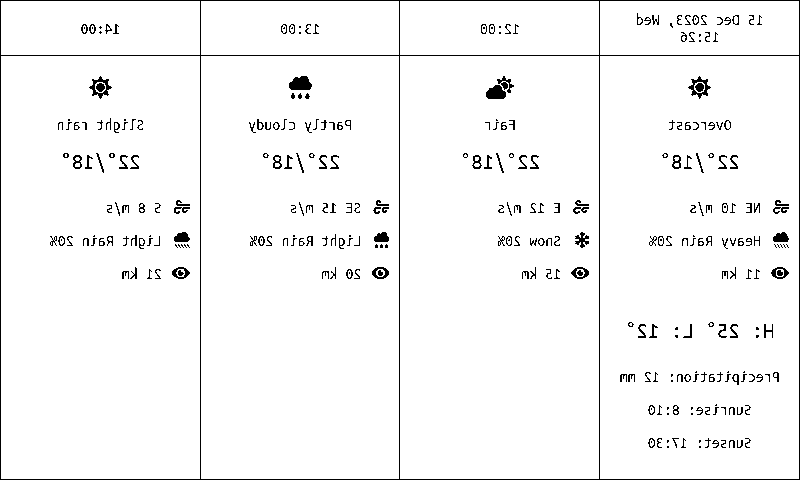 15 Dec 2023, Wed
15:26
Overcast
22°/18°
NE 10 m/s
Heavy Rain 20%
11 km
H: 25° L: 12°
Precipitation: 12 mm
Sunrise: 8:10
Sunset: 17:30
12:00
Fair
22°/18°
E 12 m/s
Snow 20%
15 km
13:00
Partly cloudy
22°/18°
SE 15 m/s
Light Rain 20%
20 km
14:00
Slight rain
22°/18°
S 8 m/s
Light Rain 20%
21 km